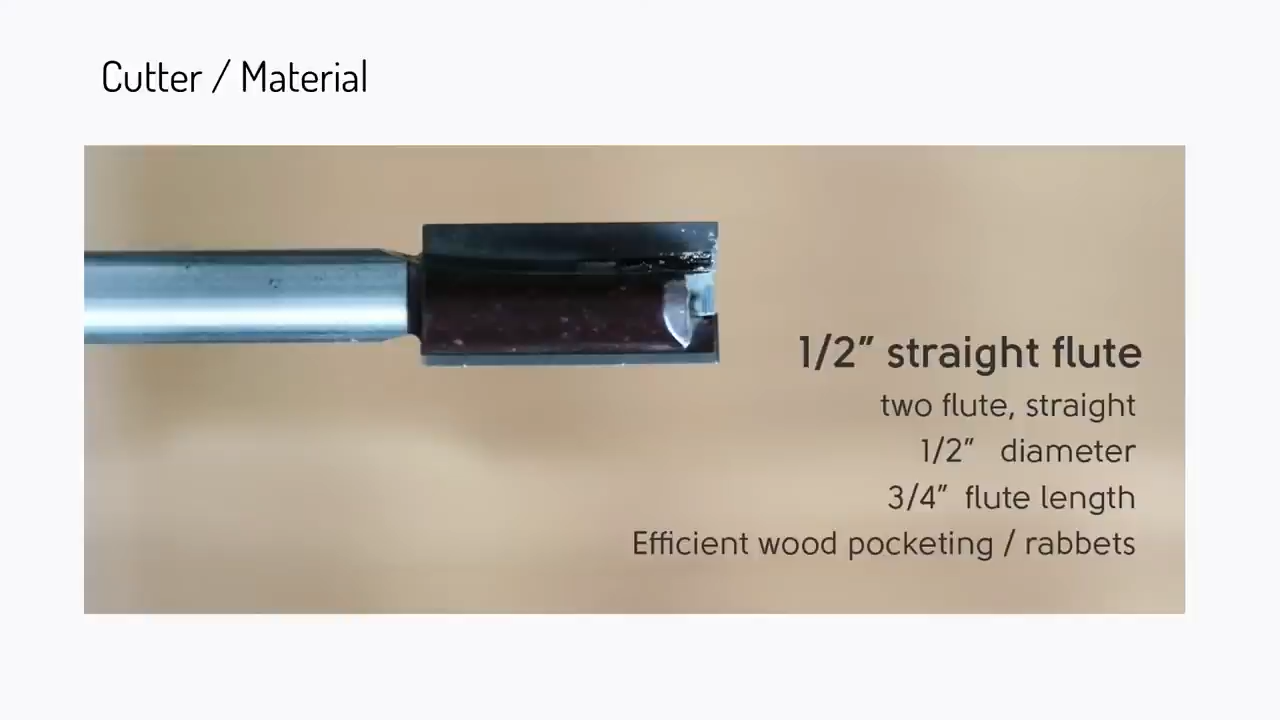 Cutter / Material
1/2” straight flute
two flute, straight
1/2” diameter
3/4” flute length
Efficient wood pocketing / rabbets